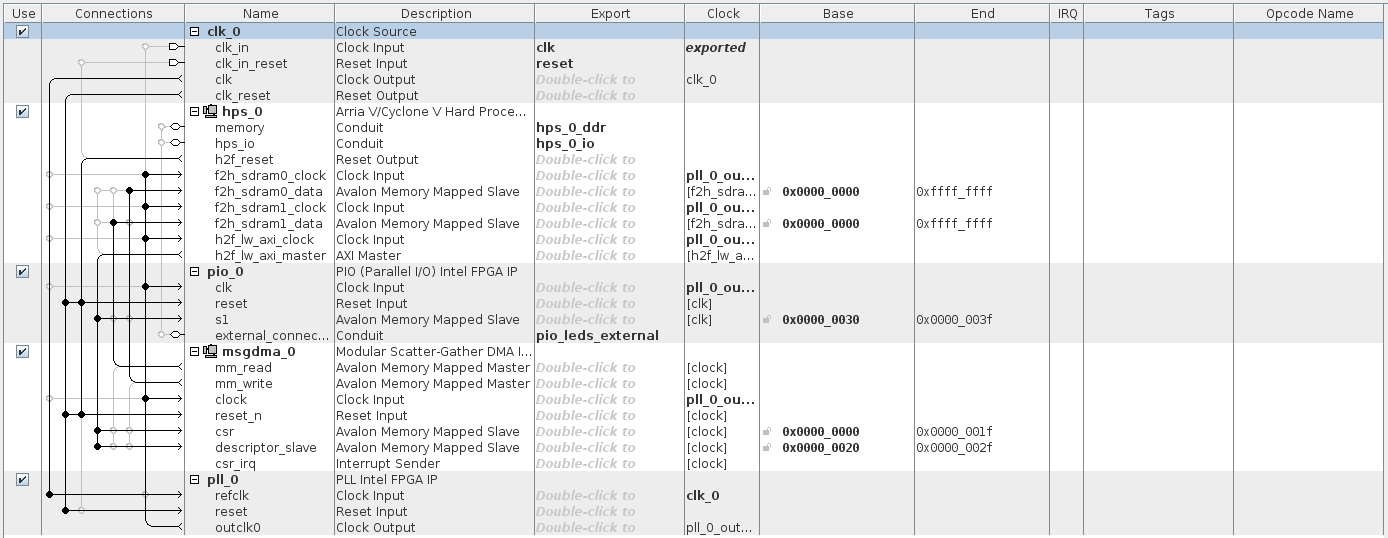 Use Connections Name Description Export Clock Base End IRQ Tags Opcode Name
clk_0 Clock Source
clk_in Clock Input clk exported
clk_in_reset Reset Input reset
clk Clock Output Double-click to clk_0
clk_reset Reset Output Double-click to
hps_0 Arria V/Cyclone V Hard Proce...
memory Conduit hps_0_ddr
hps_io Conduit hps_0_io
h2f_reset Reset Output Double-click to
f2h_sdram0_clock Clock Input Double-click to pll_0_ou...
f2h_sdram0_data Avalon Memory Mapped Slave Double-click to [f2h_sdra... 0x0000_0000 0xffff_ffff
f2h_sdram1_clock Clock Input Double-click to pll_0_ou...
f2h_sdram1_data Avalon Memory Mapped Slave Double-click to [f2h_sdra... 0x0000_0000 0xffff_ffff
h2f_lw_axi_clock Clock Input Double-click to pll_0_ou...
h2f_lw_axi_master AXI Master Double-click to [h2f_lw_a...
pio_0 PIO (Parallel I/O) Intel FPGA IP
clk Clock Input Double-click to pll_0_ou...
reset Reset Input Double-click to [clk]
s1 Avalon Memory Mapped Slave Double-click to [clk] 0x0000_0030 0x0000_003f
external_connec... Conduit pio_leds_external
msgdma_0 Modular Scatter-Gather DMA I...
mm_read Avalon Memory Mapped Master Double-click to [clock]
mm_write Avalon Memory Mapped Master Double-click to [clock]
clock Clock Input Double-click to pll_0_ou...
reset_n Reset Input Double-click to [clock]
csr Avalon Memory Mapped Slave Double-click to [clock] 0x0000_0000 0x0000_001f
descriptor_slave Avalon Memory Mapped Slave Double-click to [clock] 0x0000_0020 0x0000_002f
csr_irq Interrupt Sender Double-click to [clock]
pll_0 PLL Intel FPGA IP
refclk Clock Input Double-click to clk_0
reset Reset Input Double-click to
outclk0 Clock Output Double-click to pll_0_out...